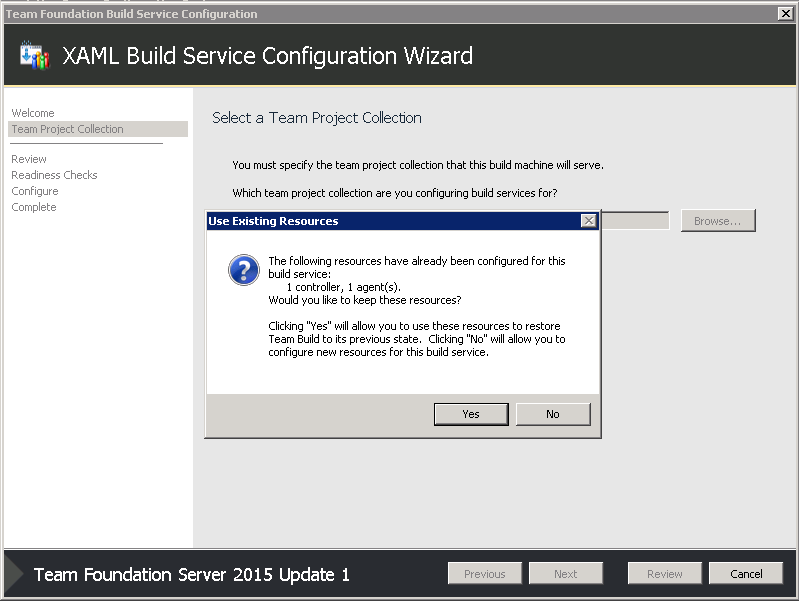 Team Foundation Build Service Configuration
XAML Build Service Configuration Wizard
Welcome
Team Project Collection
Review
Readiness Checks
Configure
Complete
Select a Team Project Collection
You must specify the team project collection that this build machine will serve.
Which team project collection are you configuring build services for?
Browse...
Use Existing Resources
The following resources have already been configured for this
build service:
1 controller, 1 agent(s).
Would you like to keep these resources?
Clicking "Yes" will allow you to use these resources to restore
Team Build to its previous state.  Clicking "No" will allow you to
configure new resources for this build service.
Yes
No
Team Foundation Server 2015 Update 1
Previous
Next
Review
Cancel